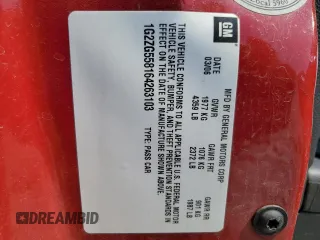 GM
MFD BY GENERAL MOTORS CORP
DATE GVWR GAWR FRT GAWR RR
03/06 1977 KG 1076 KG 901 KG
4359 LB 2372 LB 1987 LB
THIS VEHICLE CONFORMS TO ALL APPLICABLE U.S. FEDERAL MOTOR
VEHICLE SAFETY, BUMPER, AND THEFT PREVENTION STANDARDS IN
EFFECT ON THE DATE OF MANUFACTURE SHOWN ABOVE.
1G2ZG558164263103 TYPE: PASS CAR
DREAMBID